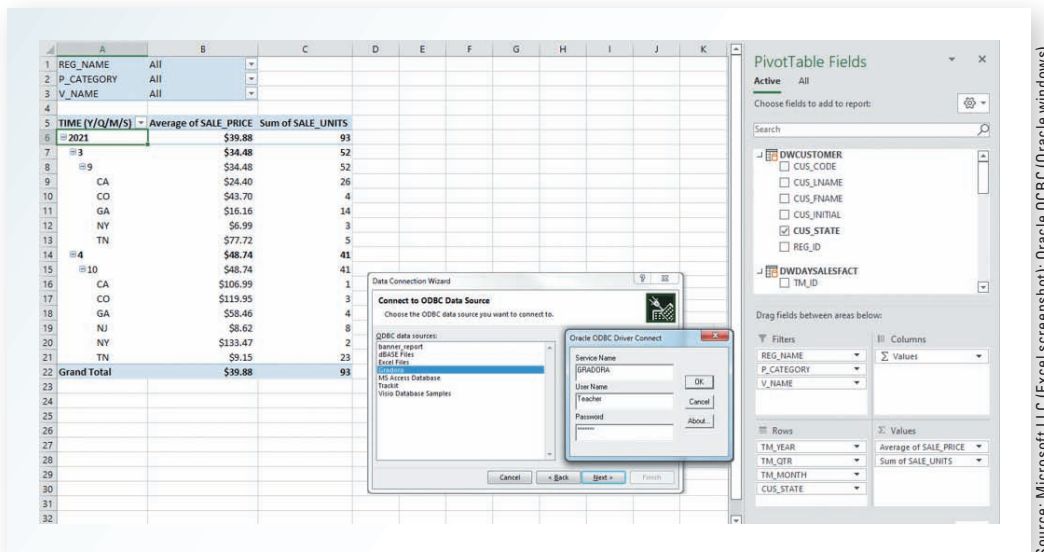 A B C D E F G H I J K
1 REG_NAME All
2 P_CATEGORY All
3 V_NAME All
4
5 TIME (Y/Q/M/S) Average of SALE_PRICE Sum of SALE_UNITS
6 2021 $39.88 93
7 3 $34.48 52
8 9 $34.48 52
9 CA $24.40 26
10 CO $43.70 4
11 GA $16.16 14
12 NY $6.99 3
13 TN $77.72 5
14 4 $48.74 41
15 10 $48.74 41
16 CA $106.99 1
17 CO $119.95 3
18 GA $58.46 4
19 NJ $8.62 8
20 NY $133.47 2
21 TN $9.15 23
22 Grand Total $39.88 93
23
24
25
26
27
28
29
30
31
32
Data Connection Wizard
Connect to ODBC Data Source
Choose the ODBC data source you want to connect to.
ODBC data sources:
banner_report
dBASE Files
Excel Files
Gradora
MS Access Database
Trackit
Visio Database Samples
Cancel < Back Next > Finish
Oracle ODBC Driver Connect
Service Name
GRADORA
OK
User Name
Teacher
Cancel
Password
*******
About...
PivotTable Fields
Active All
Choose fields to add to report:
Search
DWCUSTOMER
CUS_CODE
CUS_LNAME
CUS_FNAME
CUS_INITIAL
CUS_STATE
REG_ID
DWDAYSALESFACT
TM_ID
Drag fields between areas below:
Filters
REG_NAME
P_CATEGORY
V_NAME
Columns
Σ Values
Rows
TM_YEAR
TM_QTR
TM_MONTH
CUS_STATE
Σ Values
Average of SALE_PRICE
Sum of SALE_UNITS
Source: Microsoft LLC (Excel screenshot); Oracle OCBC (Oracle windows)